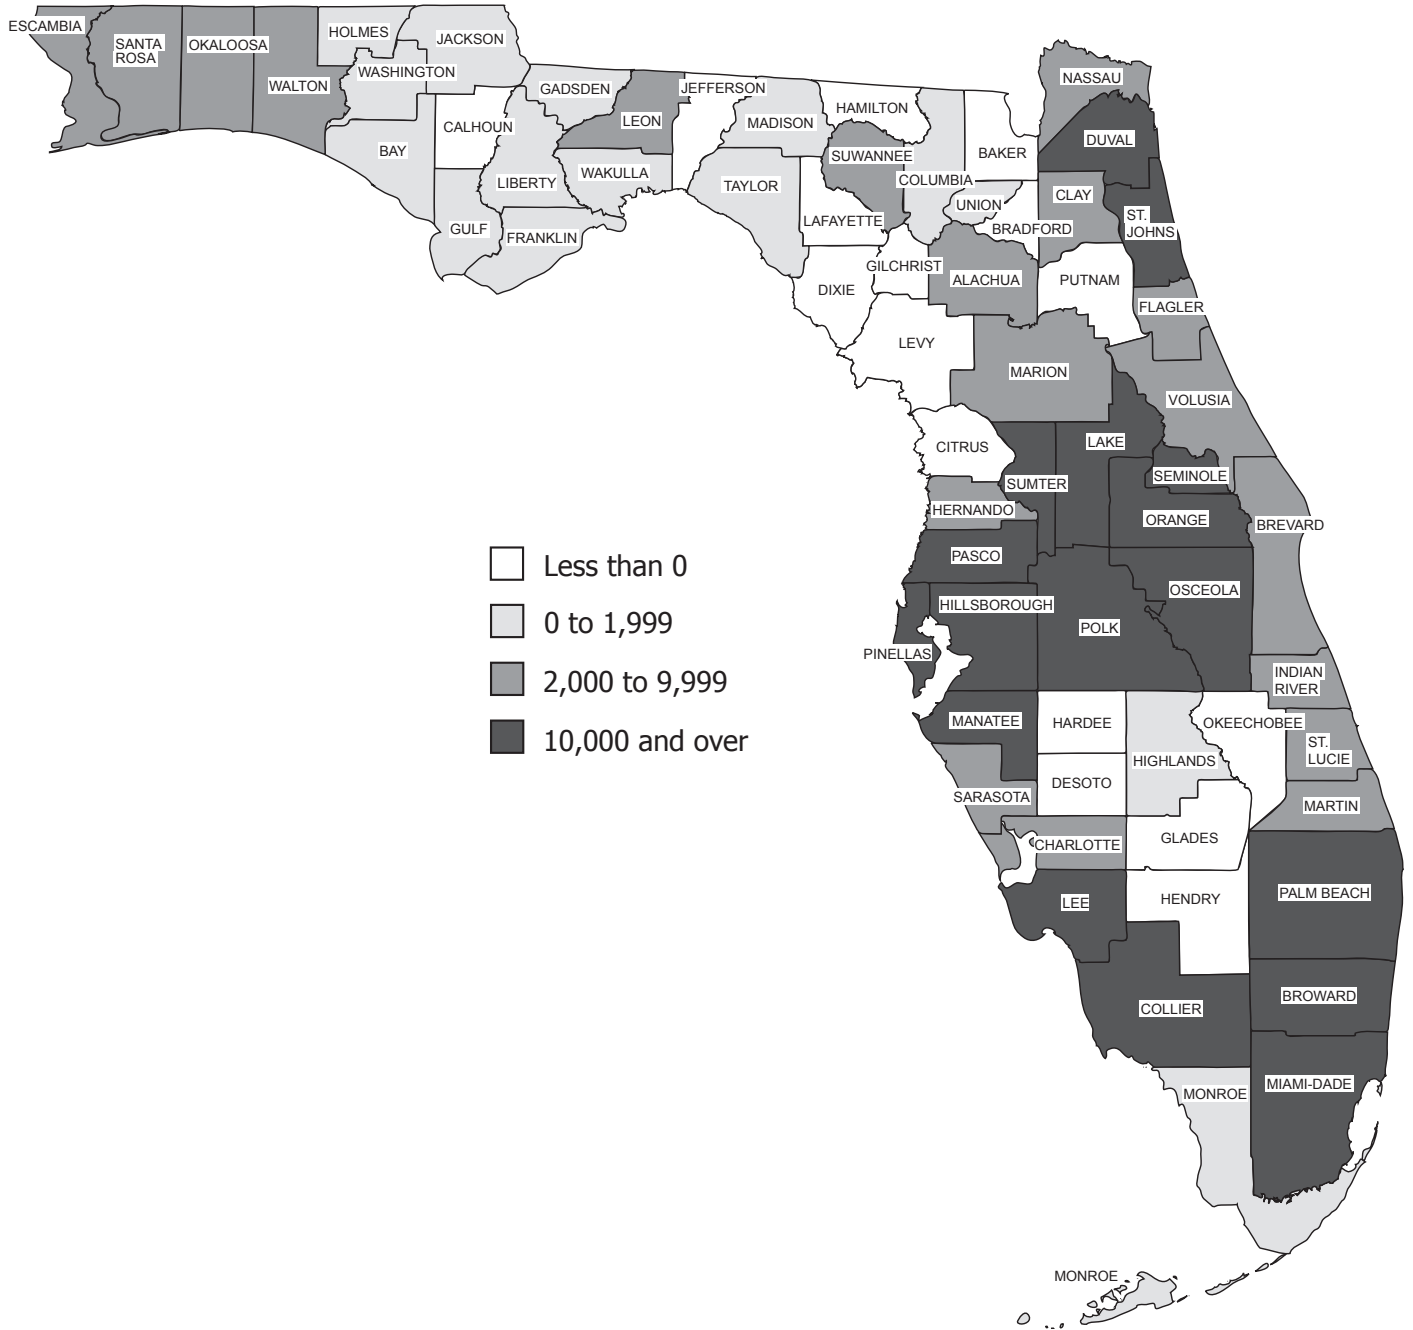 ESCAMBIA
SANTA
ROSA
OKALOOSA
WALTON
HOLMES
JACKSON
WASHINGTON
BAY
CALHOUN
GULF
LIBERTY
FRANKLIN
GADSDEN
LEON
WAKULLA
JEFFERSON
MADISON
TAYLOR
HAMILTON
SUWANNEE
LAFAYETTE
DIXIE
COLUMBIA
BAKER
UNION
BRADFORD
GILCHRIST
ALACHUA
LEVY
NASSAU
DUVAL
CLAY
ST.
JOHNS
PUTNAM
FLAGLER
MARION
VOLUSIA
CITRUS
SUMTER
LAKE
SEMINOLE
ORANGE
BREVARD
HERNANDO
PASCO
HILLSBOROUGH
PINELLAS
POLK
OSCEOLA
INDIAN
RIVER
MANATEE
HARDEE
HIGHLANDS
OKEECHOBEE
ST.
LUCIE
SARASOTA
DESOTO
MARTIN
CHARLOTTE
GLADES
LEE
HENDRY
PALM BEACH
COLLIER
BROWARD
MONROE
MIAMI-DADE
MONROE
Less than 0
0 to 1,999
2,000 to 9,999
10,000 and over